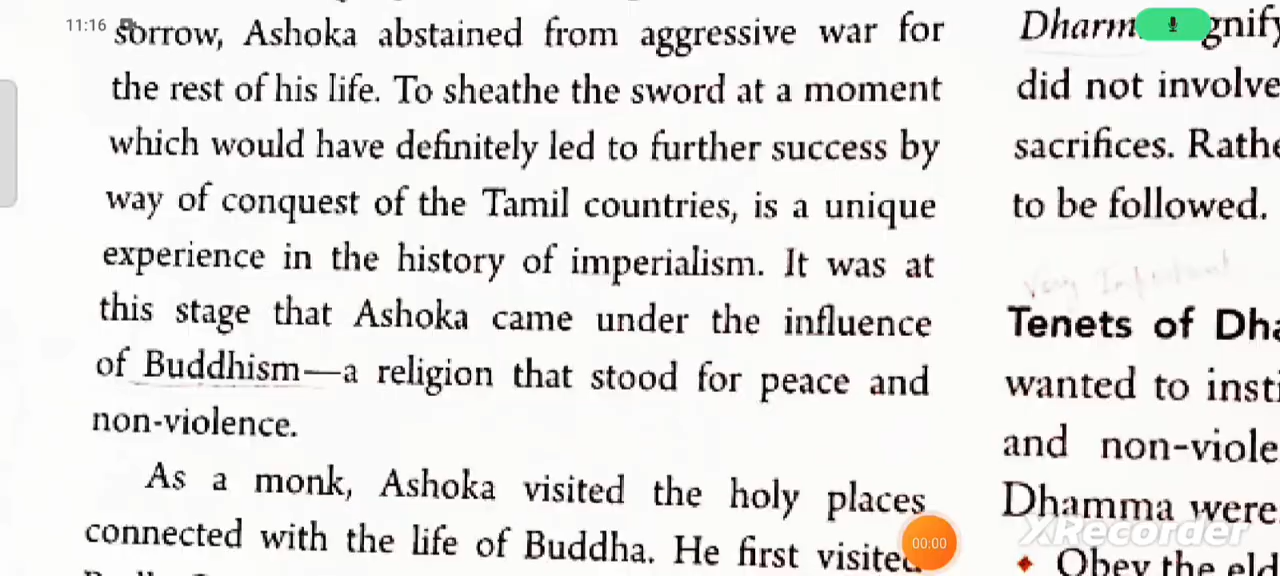 11:16
sorrow, Ashoka abstained from aggressive war for
the rest of his life. To sheathe the sword at a moment
which would have definitely led to further success by
way of conquest of the Tamil countries, is a unique
experience in the history of imperialism. It was at
this stage that Ashoka came under the influence
of Buddhism—a religion that stood for peace and
non-violence.
As a monk, Ashoka visited the holy places
connected with the life of Buddha. He first visited
00:00
did not involve
sacrifices. Rathe
to be followed.
Very Important
Tenets of Dha
wanted to insti
and non-viole
Dhamma were
XRecorder
♦ Obey the eld